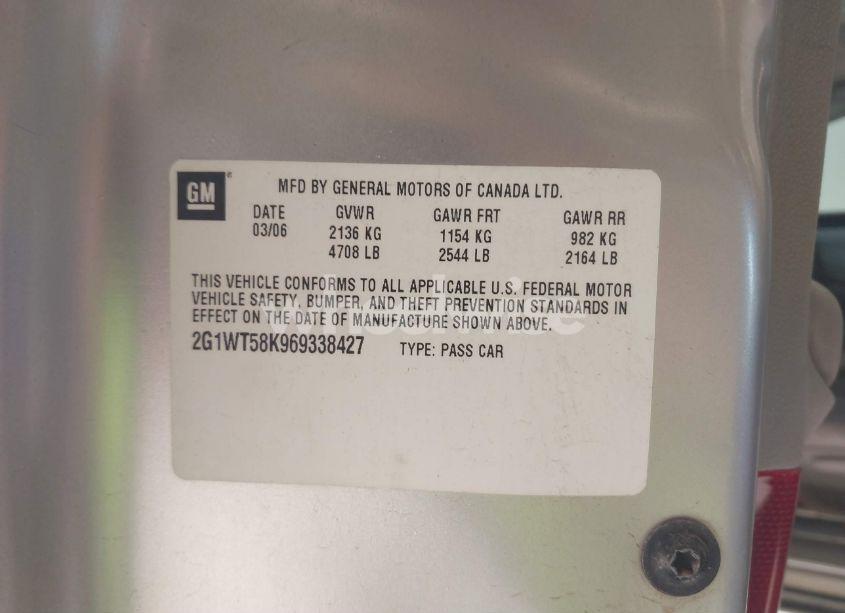 GM
MFD BY GENERAL MOTORS OF CANADA LTD.
DATE GVWR GAWR FRT GAWR RR
03/06 2136 KG 1154 KG 982 KG
4708 LB 2544 LB 2164 LB
THIS VEHICLE CONFORMS TO ALL APPLICABLE U.S. FEDERAL MOTOR
VEHICLE SAFETY, BUMPER, AND THEFT PREVENTION STANDARDS IN
EFFECT ON THE DATE OF MANUFACTURE SHOWN ABOVE.
2G1WT58K969338427 TYPE: PASS CAR